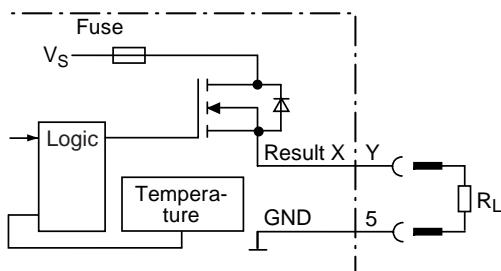 Fuse
VS
Logic
Result X
Y
Tempera-
ture
GND
5
RL